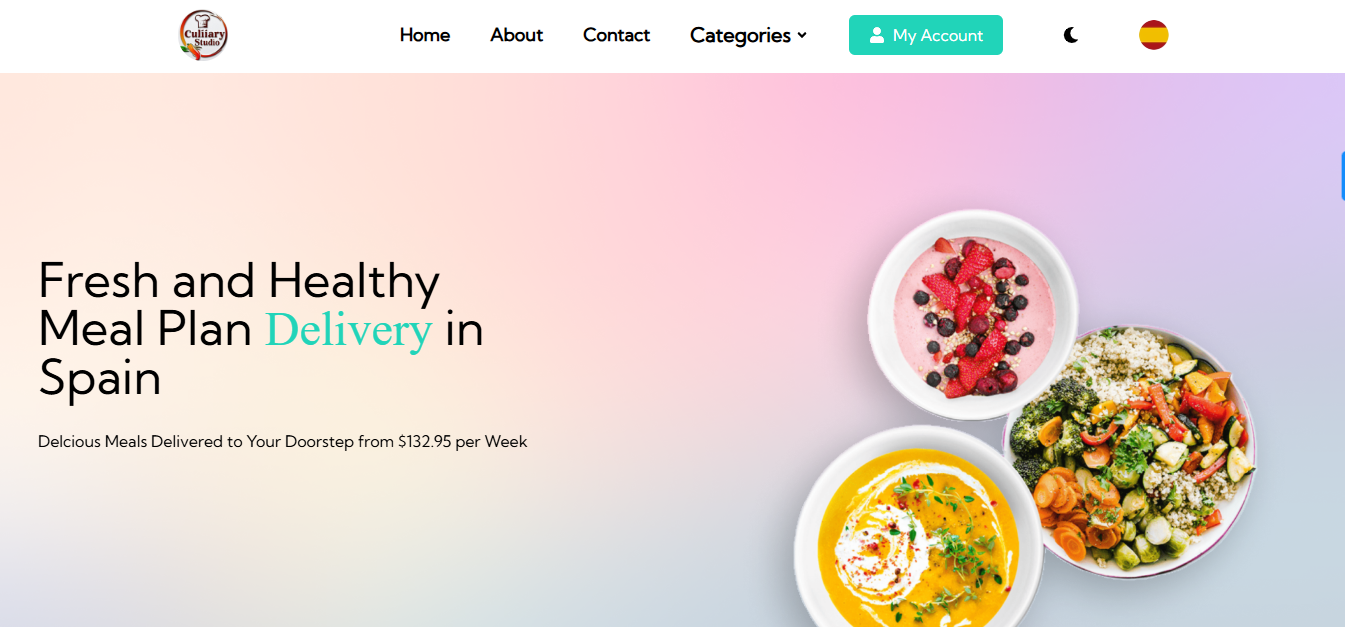 Culiiary
Studio
Home About Contact Categories My Account
Fresh and Healthy
Meal Plan Delivery in
Spain
Delcious Meals Delivered to Your Doorstep from $132.95 per Week